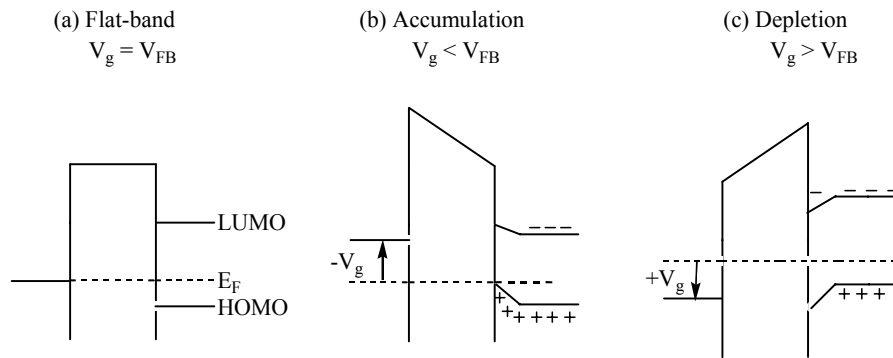 (a) Flat-band
V_g = V_FB
(b) Accumulation
V_g < V_FB
(c) Depletion
V_g > V_FB
LUMO
E_F
HOMO
-V_g
− − −
+
+
+ + + + +
+V_g
− − − −
+ + +